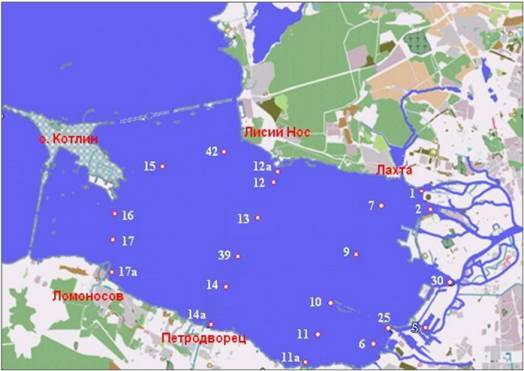 о. Котлин
Лисий Нос
42
12а
15
12
Лахта
1
7
2
16
13
17
39
9
17а
14
30
Ломоносов
10
14а
25
5
Петродворец
11
6
11а